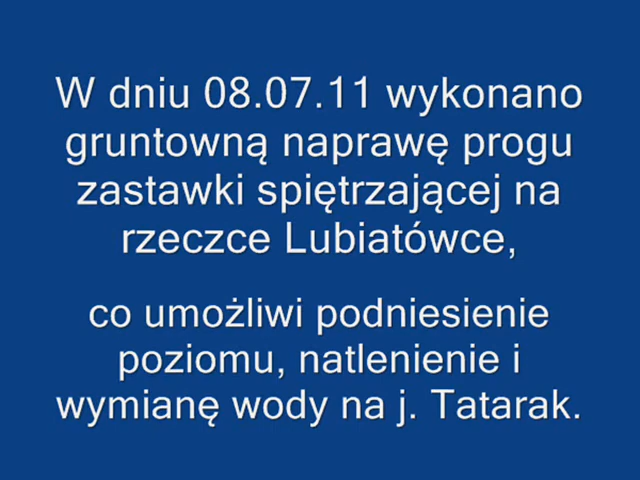 W dniu 08.07.11 wykonano
gruntowną naprawę progu
zastawki spiętrzającej na
rzeczce Lubiatówce,
co umożliwi podniesienie
poziomu, natlenienie i
wymianę wody na j. Tatarak.